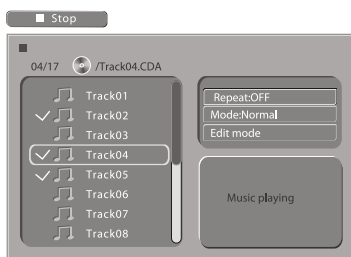 Stop
04/17 /Track04.CDA
Track01
Track02
Track03
Track04
Track05
Track06
Track07
Track08
Repeat:OFF
Mode:Normal
Edit mode
Music playing